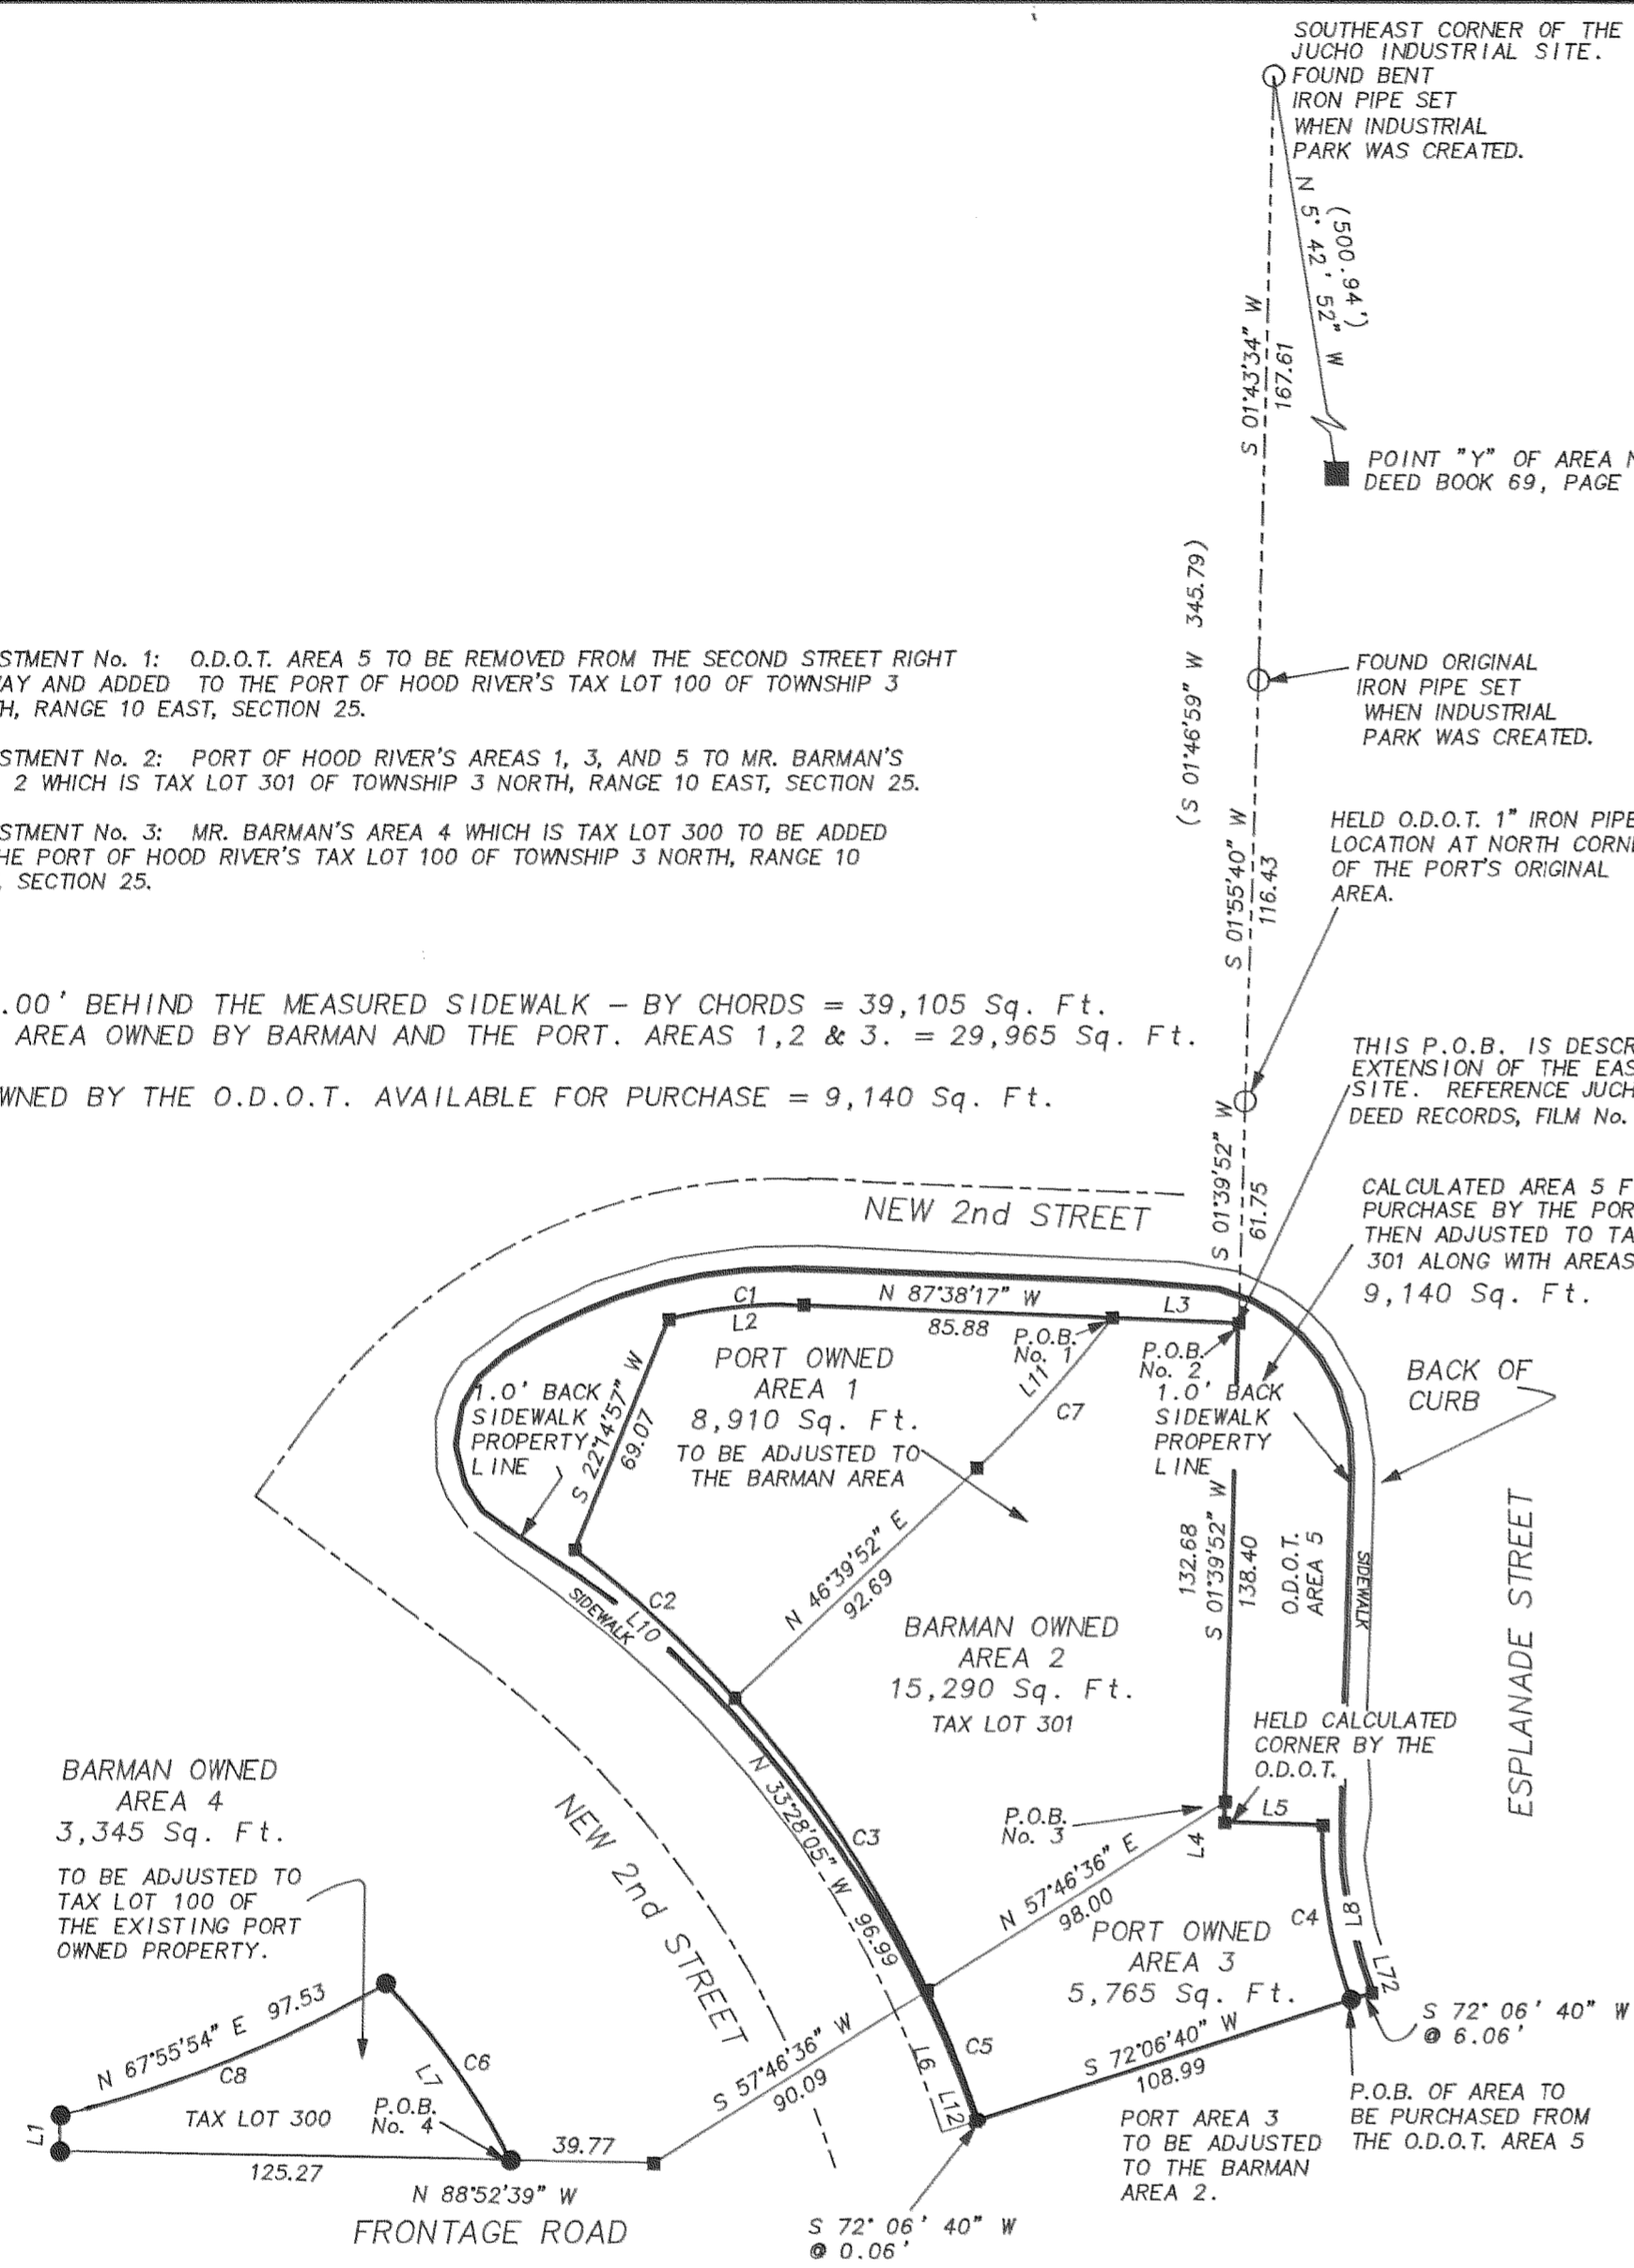 SOUTHEAST CORNER OF THE
JUCHO INDUSTRIAL SITE.
FOUND BENT
IRON PIPE SET
WHEN INDUSTRIAL
PARK WAS CREATED.
N 5° 42' 52" W
(500.94')
S 01°43'34" W
167.61
POINT "Y" OF AREA N
DEED BOOK 69, PAGE
(S 01°46'59" W 345.79)
FOUND ORIGINAL
IRON PIPE SET
WHEN INDUSTRIAL
PARK WAS CREATED.
STMENT No. 1: O.D.O.T. AREA 5 TO BE REMOVED FROM THE SECOND STREET RIGHT
AY AND ADDED TO THE PORT OF HOOD RIVER'S TAX LOT 100 OF TOWNSHIP 3
H, RANGE 10 EAST, SECTION 25.
STMENT No. 2: PORT OF HOOD RIVER'S AREAS 1, 3, AND 5 TO MR. BARMAN'S
2 WHICH IS TAX LOT 301 OF TOWNSHIP 3 NORTH, RANGE 10 EAST, SECTION 25.
STMENT No. 3: MR. BARMAN'S AREA 4 WHICH IS TAX LOT 300 TO BE ADDED
HE PORT OF HOOD RIVER'S TAX LOT 100 OF TOWNSHIP 3 NORTH, RANGE 10
, SECTION 25.
S 01°55'40" W
116.43
HELD O.D.O.T. 1" IRON PIPE
LOCATION AT NORTH CORNE
OF THE PORT'S ORIGINAL
AREA.
.00' BEHIND THE MEASURED SIDEWALK – BY CHORDS = 39,105 Sq. Ft.
AREA OWNED BY BARMAN AND THE PORT. AREAS 1,2 & 3. = 29,965 Sq. Ft.
WNED BY THE O.D.O.T. AVAILABLE FOR PURCHASE = 9,140 Sq. Ft.
THIS P.O.B. IS DESCR
EXTENSION OF THE EAS
SITE. REFERENCE JUCH
DEED RECORDS, FILM No.
S 01°39'52" W
61.75
CALCULATED AREA 5 F
PURCHASE BY THE POR
THEN ADJUSTED TO TA
301 ALONG WITH AREAS
9,140 Sq. Ft.
NEW 2nd STREET
C1
L2
N 87°38'17" W
85.88
L3
P.O.B.
No. 1
P.O.B.
No. 2
L11
C7
PORT OWNED
AREA 1
8,910 Sq. Ft.
TO BE ADJUSTED TO
THE BARMAN AREA
1.0' BACK
SIDEWALK
PROPERTY
LINE
S 22°14'57" W
69.07
1.0' BACK
SIDEWALK
PROPERTY
LINE
BACK OF
CURB
N 46°39'52" E
92.69
132.68
S 01°39'52" W
138.40
O.D.O.T.
AREA 5
SIDEWALK
ESPLANADE STREET
C2
L10
SIDEWALK
BARMAN OWNED
AREA 2
15,290 Sq. Ft.
TAX LOT 301
HELD CALCULATED
CORNER BY THE
O.D.O.T.
N 33°28'05" W 96.99
C3
NEW 2nd STREET
P.O.B.
No. 3
L4
L5
N 57°46'36" E
98.00
C4
L8
L72
PORT OWNED
AREA 3
5,765 Sq. Ft.
BARMAN OWNED
AREA 4
3,345 Sq. Ft.
TO BE ADJUSTED TO
TAX LOT 100 OF
THE EXISTING PORT
OWNED PROPERTY.
N 67°55'54" E 97.53
C8
C6
L7
L1
TAX LOT 300
P.O.B.
No. 4
125.27
39.77
N 88°52'39" W
FRONTAGE ROAD
S 57°46'36" W
90.09
L6
L12
C5
S 72°06'40" W
108.99
S 72° 06' 40" W
@ 6.06'
P.O.B. OF AREA TO
BE PURCHASED FROM
THE O.D.O.T. AREA 5
PORT AREA 3
TO BE ADJUSTED
TO THE BARMAN
AREA 2.
S 72° 06' 40" W
@ 0.06'